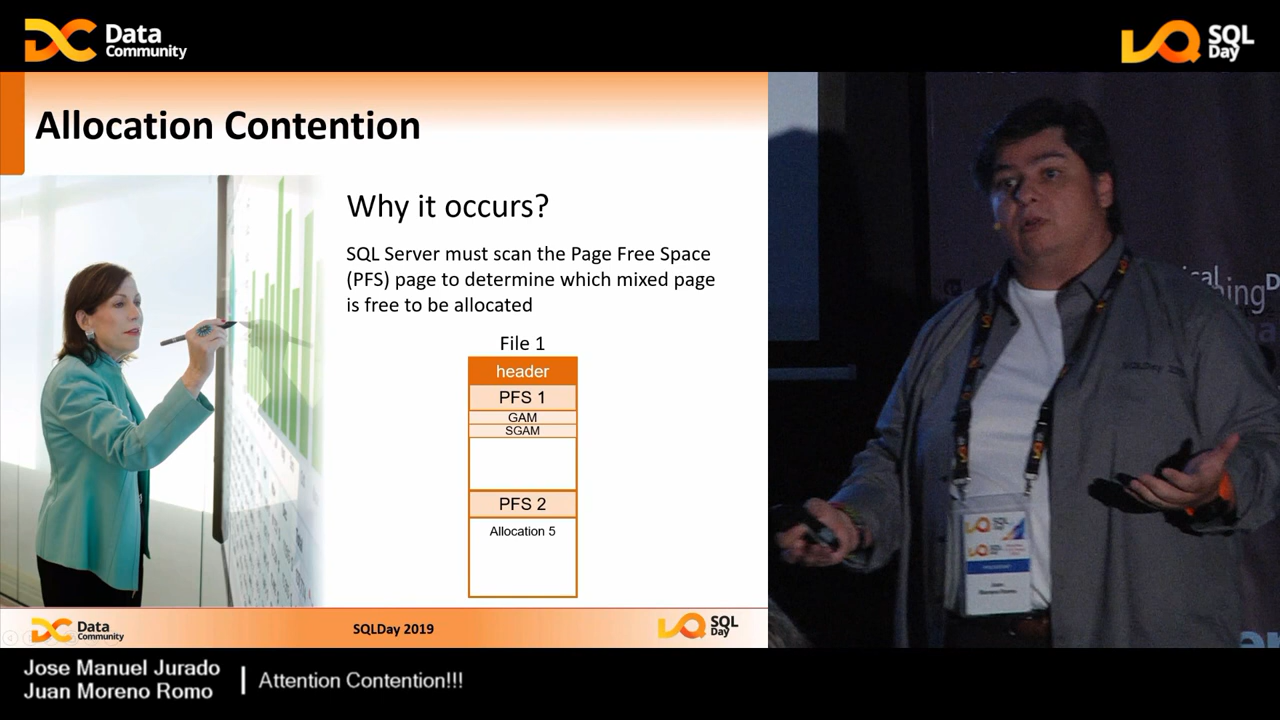 Data
Community
SQL
Day
Allocation Contention
Why it occurs?
SQL Server must scan the Page Free Space
(PFS) page to determine which mixed page
is free to be allocated
File 1
header
PFS 1
GAM
SGAM
PFS 2
Allocation 5
Data
Community
SQLDay 2019
SQL
Day
Jose Manuel Jurado
Juan Moreno Romo
Attention Contention!!!